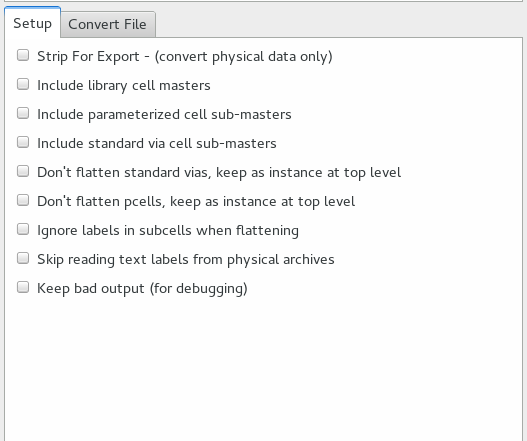 Setup
Convert File
Strip For Export - (convert physical data only)
Include library cell masters
Include parameterized cell sub-masters
Include standard via cell sub-masters
Don't flatten standard vias, keep as instance at top level
Don't flatten pcells, keep as instance at top level
Ignore labels in subcells when flattening
Skip reading text labels from physical archives
Keep bad output (for debugging)